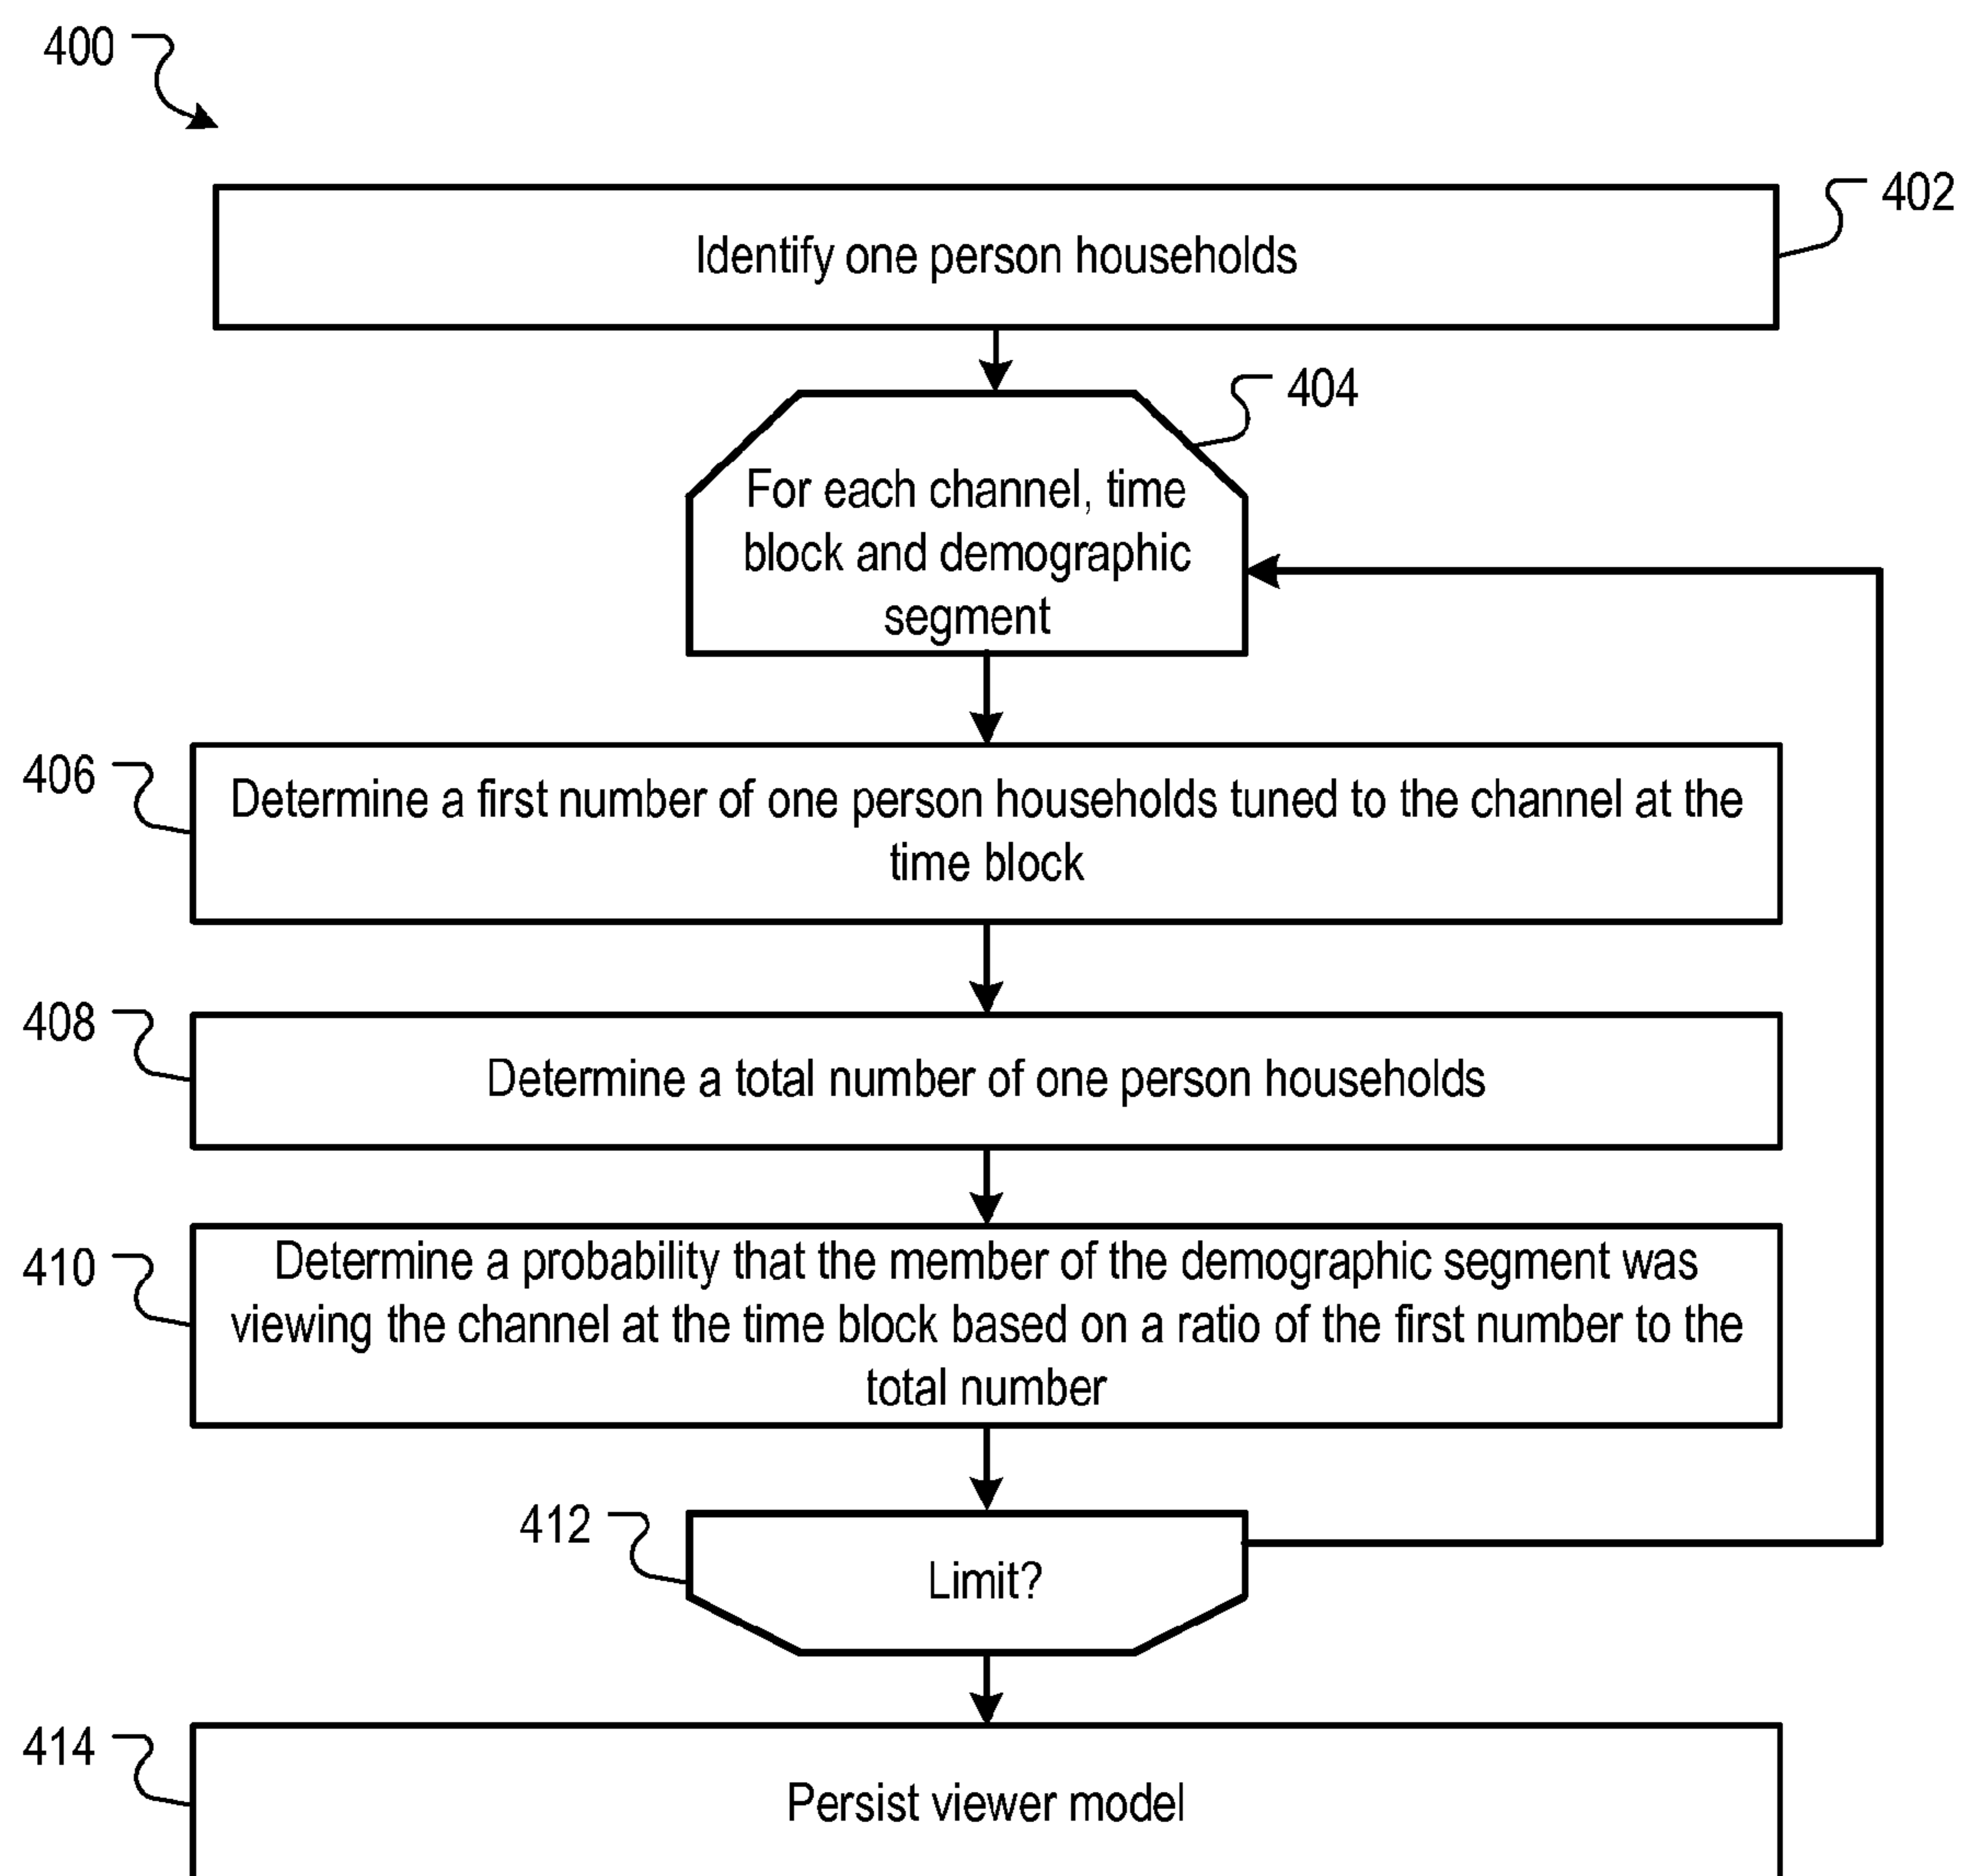 400
402
Identify one person households
404
For each channel, time
block and demographic
segment
406
Determine a first number of one person households tuned to the channel at the
time block
408
Determine a total number of one person households
410
Determine a probability that the member of the demographic segment was
viewing the channel at the time block based on a ratio of the first number to the
total number
412
Limit?
414
Persist viewer model